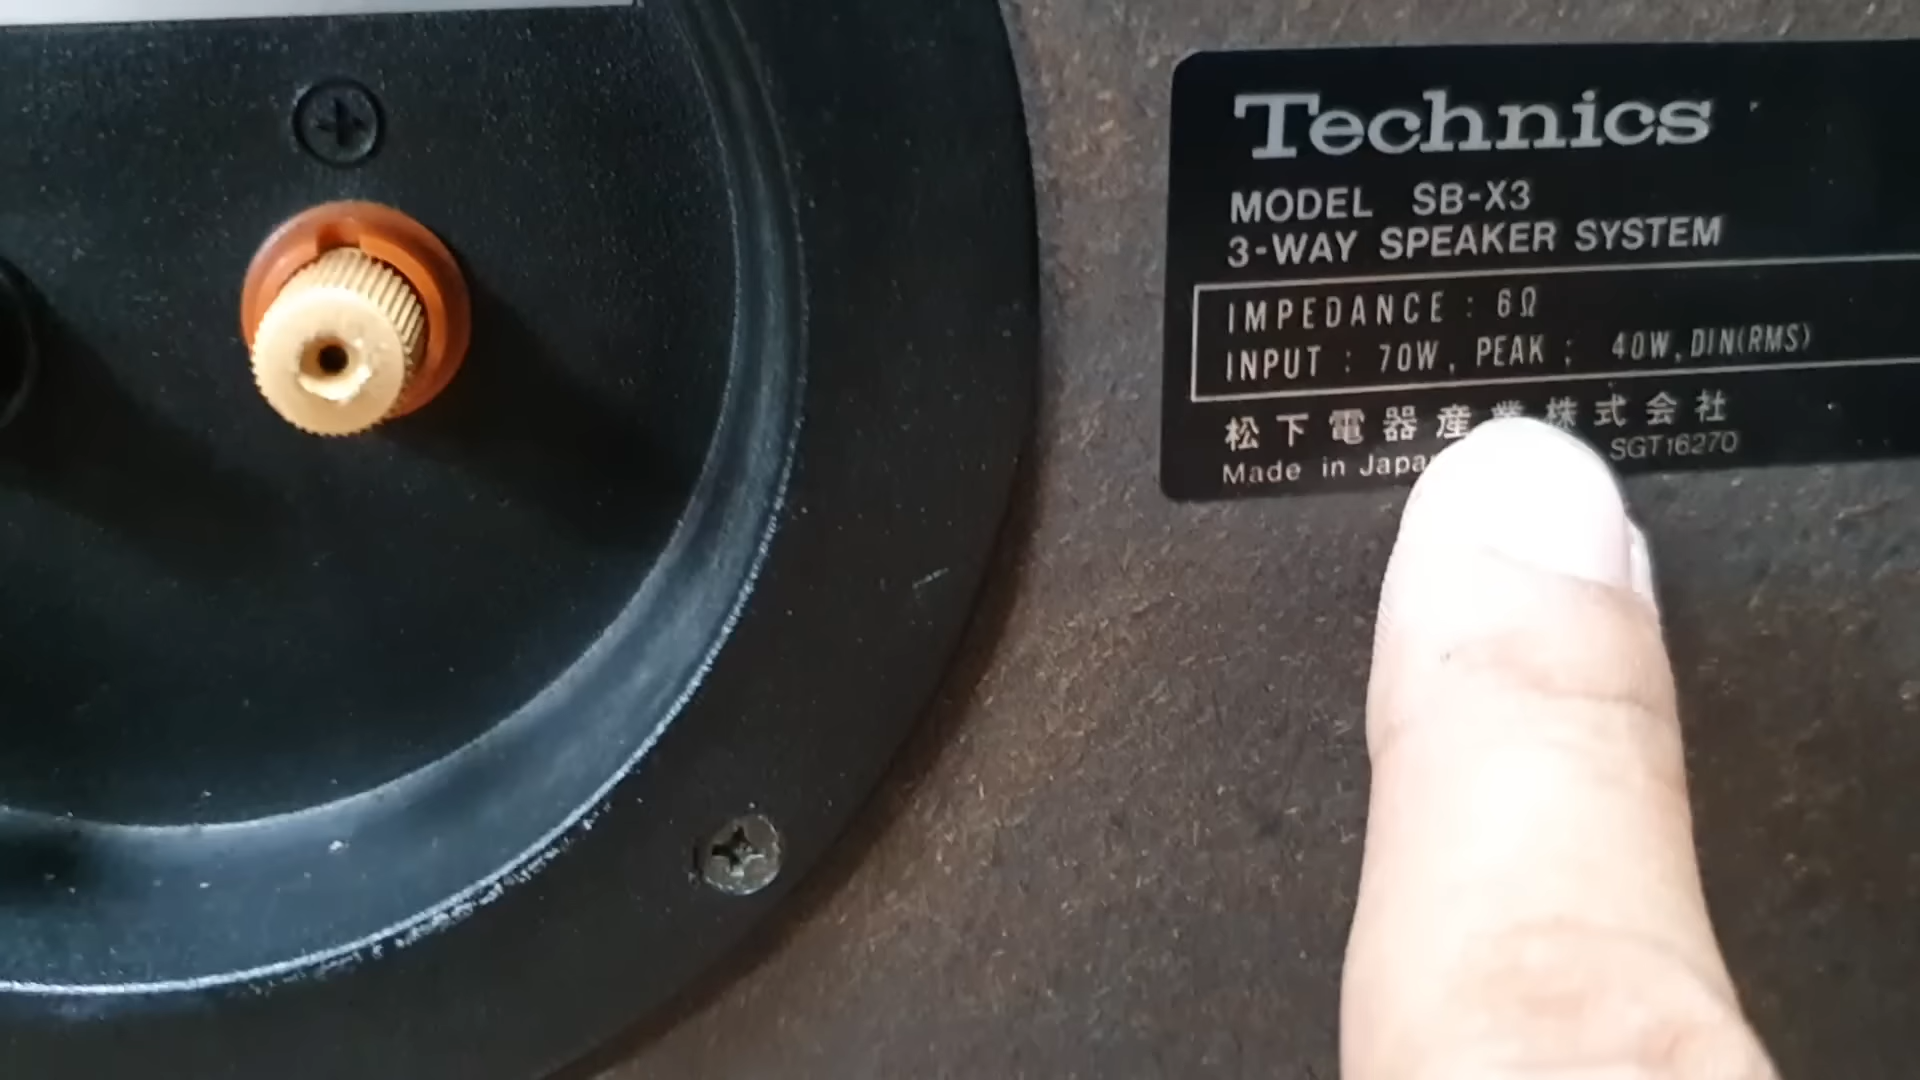 Technics
MODEL SB-X3
3-WAY SPEAKER SYSTEM
IMPEDANCE : 6Ω
INPUT : 70W, PEAK ; 40W, DIN(RMS)
松下電器産業株式会社
Made in Japan SGT16270